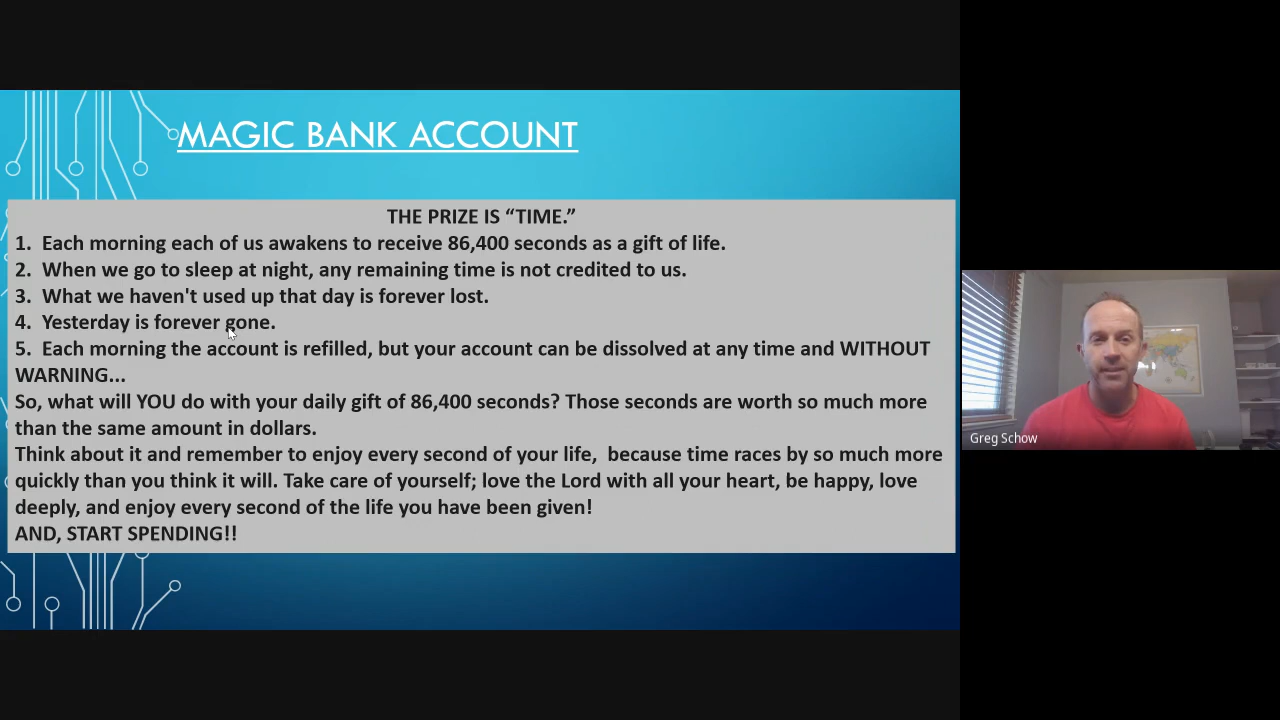 MAGIC BANK ACCOUNT
THE PRIZE IS “TIME.”
1. Each morning each of us awakens to receive 86,400 seconds as a gift of life.
2. When we go to sleep at night, any remaining time is not credited to us.
3. What we haven't used up that day is forever lost.
4. Yesterday is forever gone.
5. Each morning the account is refilled, but your account can be dissolved at any time and WITHOUT
WARNING...
So, what will YOU do with your daily gift of 86,400 seconds? Those seconds are worth so much more
than the same amount in dollars.
Think about it and remember to enjoy every second of your life, because time races by so much more
quickly than you think it will. Take care of yourself; love the Lord with all your heart, be happy, love
deeply, and enjoy every second of the life you have been given!
AND, START SPENDING!!
Greg Schow